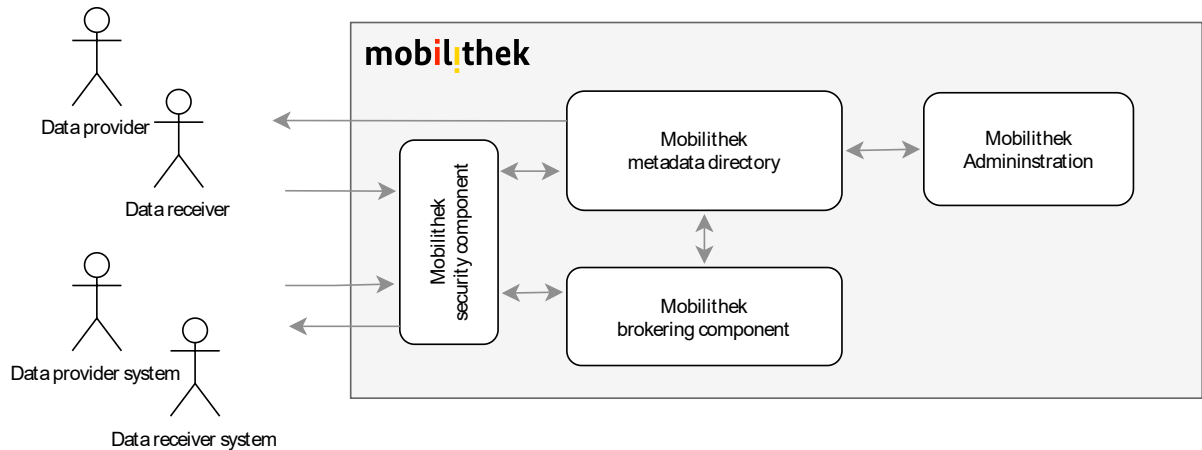 mobilithek
Data provider
Data receiver
Data provider system
Data receiver system
Mobilithek
security component
Mobilithek
metadata directory
Mobilithek
brokering component
Mobilithek
Admininstration